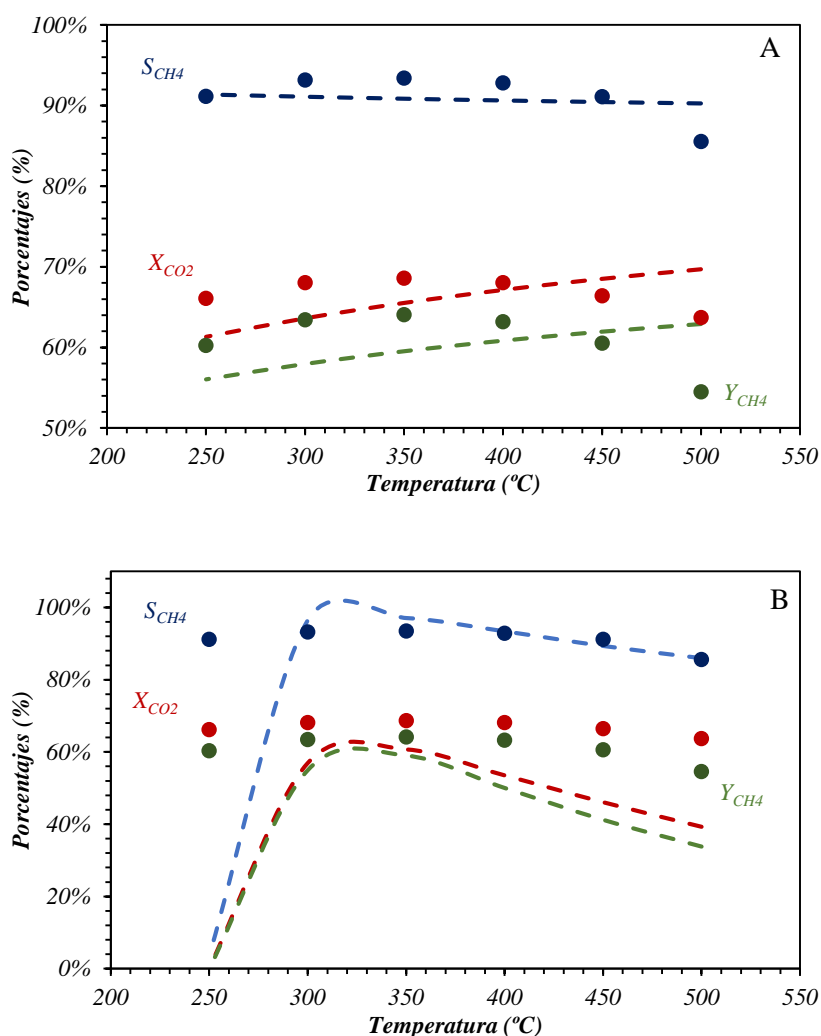 100%
A
S_CH4
90%
80%
Porcentajes (%)
X_CO2
70%
60%
Y_CH4
50%
200 250 300 350 400 450 500 550
Temperatura (ºC)
B
S_CH4
100%
80%
X_CO2
Porcentajes (%)
60%
Y_CH4
40%
20%
0%
200 250 300 350 400 450 500 550
Temperatura (ºC)